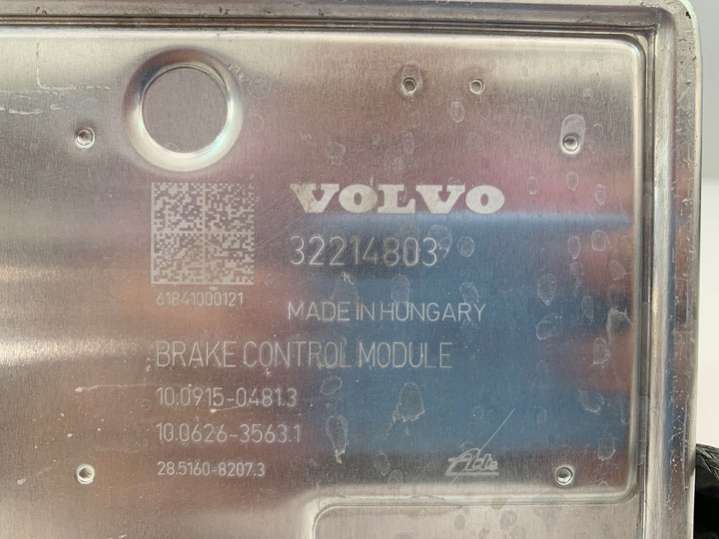 VOLVO
32214803
61841000121
MADE IN HUNGARY
BRAKE CONTROL MODULE
10.0915-0481.3
10.0626-3563.1
28.5160-8207.3
Ate